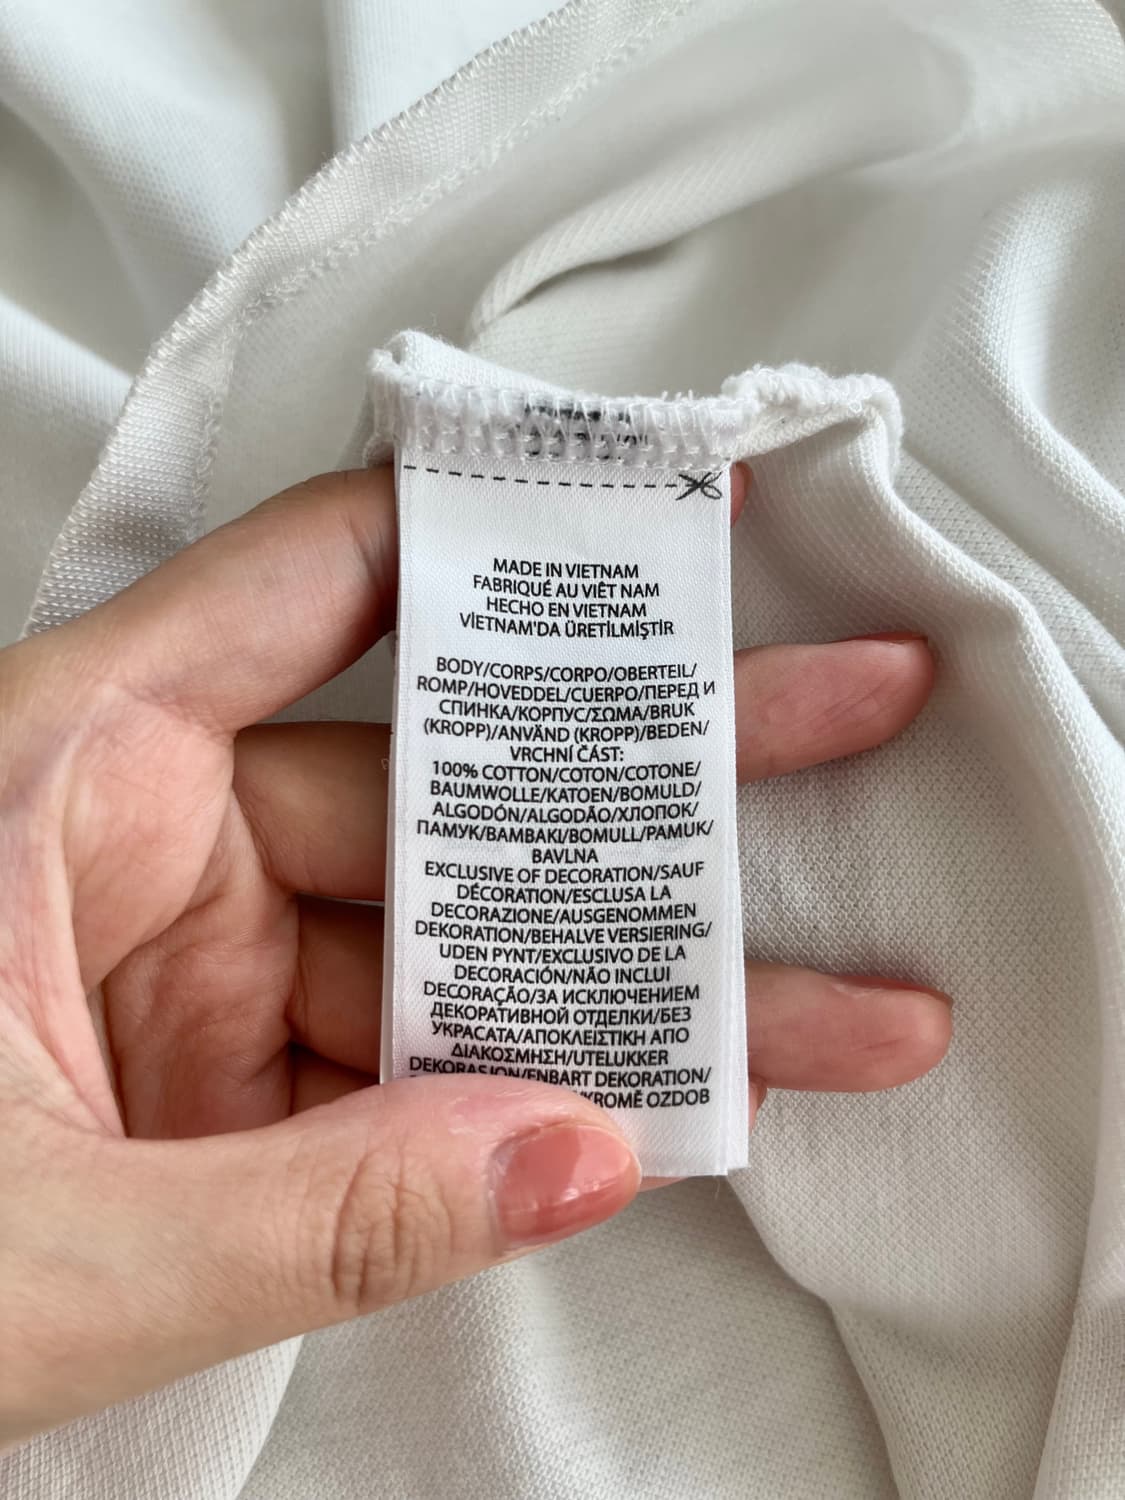 MADE IN VIETNAM
FABRIQUÉ AU VIÊT NAM
HECHO EN VIETNAM
VİETNAM'DA ÜRETİLMİŞTİR
BODY/CORPS/CORPO/OBERTEIL/
ROMP/HOVEDDEL/CUERPO/ПЕРЕД И
СПИНКА/КОРПУС/ΣΩΜΑ/BRUK
(KROPP)/ANVÄND (KROPP)/BEDEN/
VRCHNÍ ČÁST:
100% COTTON/COTON/COTONE/
BAUMWOLLE/KATOEN/BOMULD/
ALGODÓN/ALGODÃO/ХЛОПОК/
ПАМУК/ΒΑΜΒΑΚΙ/BOMULL/PAMUK/
BAVLNA
EXCLUSIVE OF DECORATION/SAUF
DÉCORATION/ESCLUSA LA
DECORAZIONE/AUSGENOMMEN
DEKORATION/BEHALVE VERSIERING/
UDEN PYNT/EXCLUSIVO DE LA
DECORACIÓN/NÃO INCLUI
DECORAÇÃO/ЗА ИСКЛЮЧЕНИЕМ
ДЕКОРАТИВНОЙ ОТДЕЛКИ/БЕЗ
УКРАСАТА/ΑΠΟΚΛΕΙΣΤΙΚΗ ΑΠΟ
ΔΙΑΚΟΣΜΗΣΗ/UTELUKKER
DEKORASJON/ENBART DEKORATION/
KROMĚ OZDOB